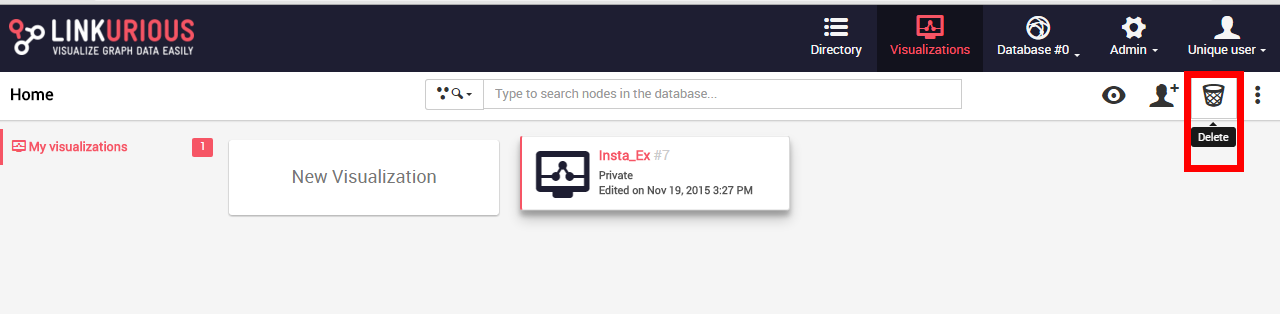 LINKURIOUS
VISUALIZE GRAPH DATA EASILY
Directory
Visualizations
Database #0
Admin
Unique user
Home
Type to search nodes in the database...
Delete
My visualizations
1
New Visualization
Insta_Ex #7
Private
Edited on Nov 19, 2015 3:27 PM